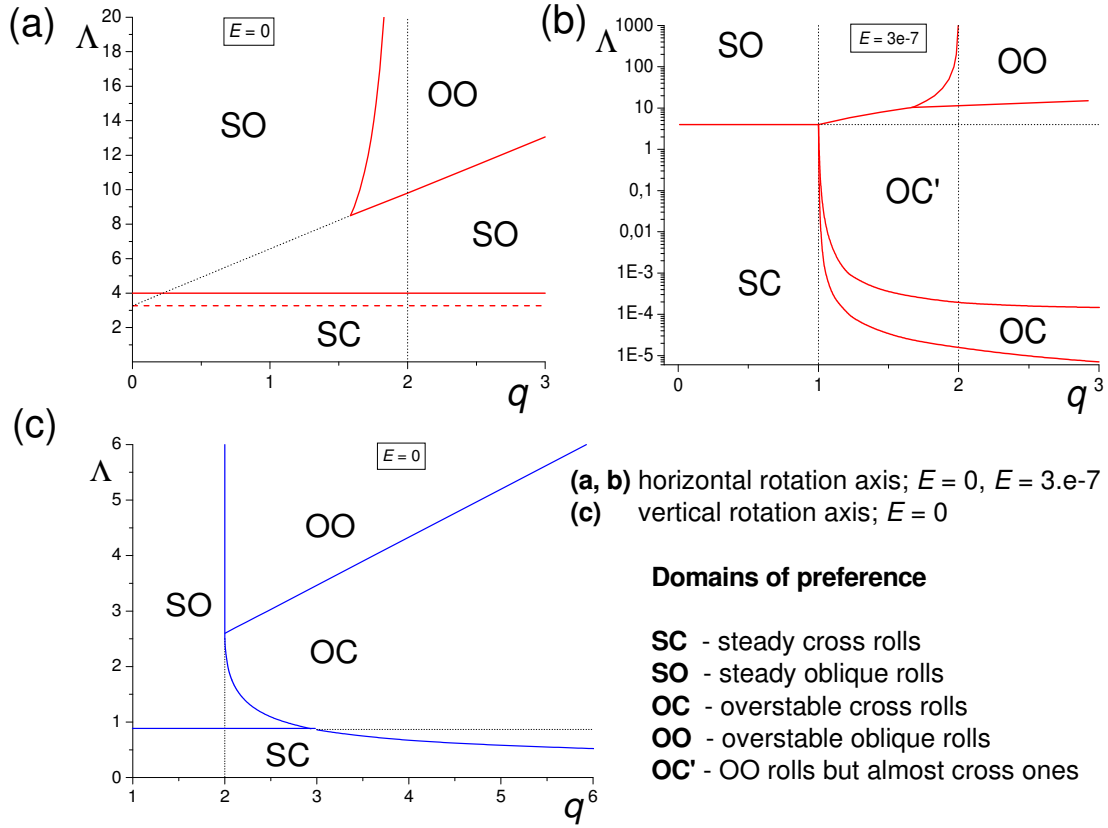 (a)
Λ
E = 0
20
18
16
14
12
10
8
6
4
2
SO
OO
SO
SC
0
1
2
3
q
(b)
Λ
E = 3e-7
1000
100
10
1
0,1
0,01
1E-3
1E-4
1E-5
SO
OO
OC'
SC
OC
0
1
2
3
q
(c)
Λ
E = 0
6
5
4
3
2
1
0
SO
OO
OC
SC
1
2
3
4
5
6
q
(a, b) horizontal rotation axis; E = 0, E = 3.e-7
(c) vertical rotation axis; E = 0
Domains of preference
SC - steady cross rolls
SO - steady oblique rolls
OC - overstable cross rolls
OO - overstable oblique rolls
OC' - OO rolls but almost cross ones